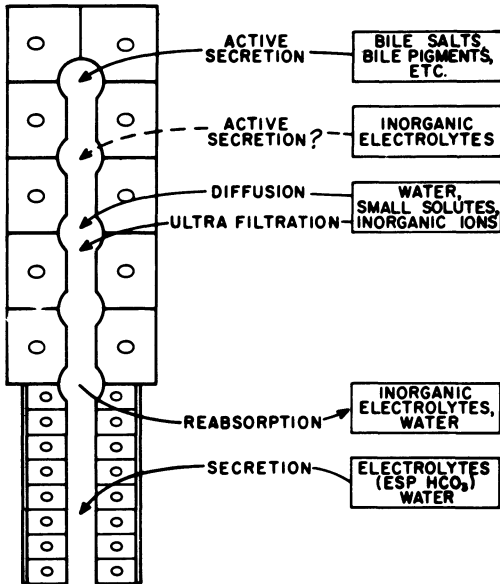 ACTIVE
SECRETION
BILE SALTS,
BILE PIGMENTS,
ETC.
ACTIVE
SECRETION?
INORGANIC
ELECTROLYTES
DIFFUSION
ULTRA FILTRATION
WATER,
SMALL SOLUTES,
INORGANIC IONS
REABSORPTION
INORGANIC
ELECTROLYTES,
WATER
SECRETION
ELECTROLYTES
(ESP HCO₃)
WATER